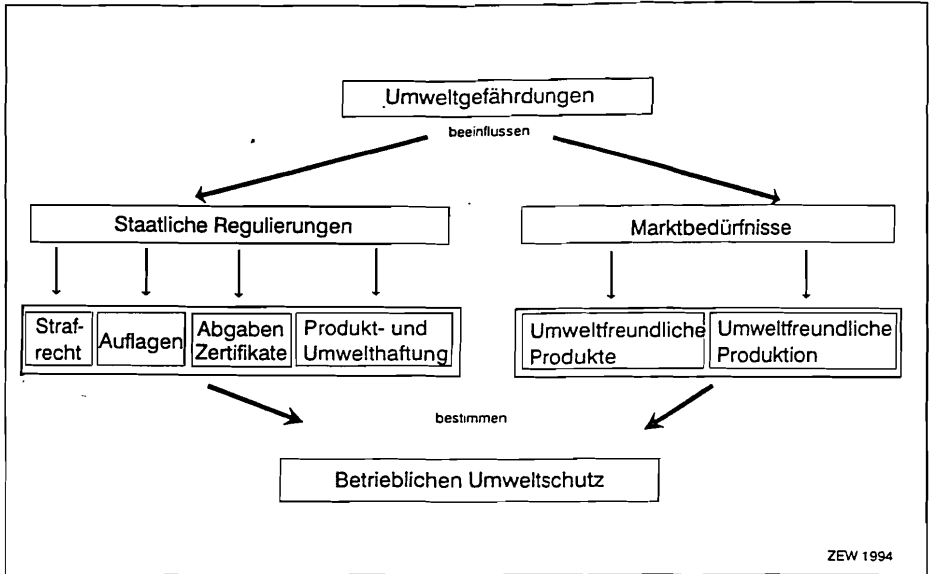 Umweltgefährdungen
beeinflussen
Staatliche Regulierungen
Marktbedürfnisse
Straf-
recht
Auflagen
Abgaben
Zertifikate
Produkt- und
Umwelthaftung
Umweltfreundliche
Produkte
Umweltfreundliche
Produktion
bestimmen
Betrieblichen Umweltschutz
ZEW 1994